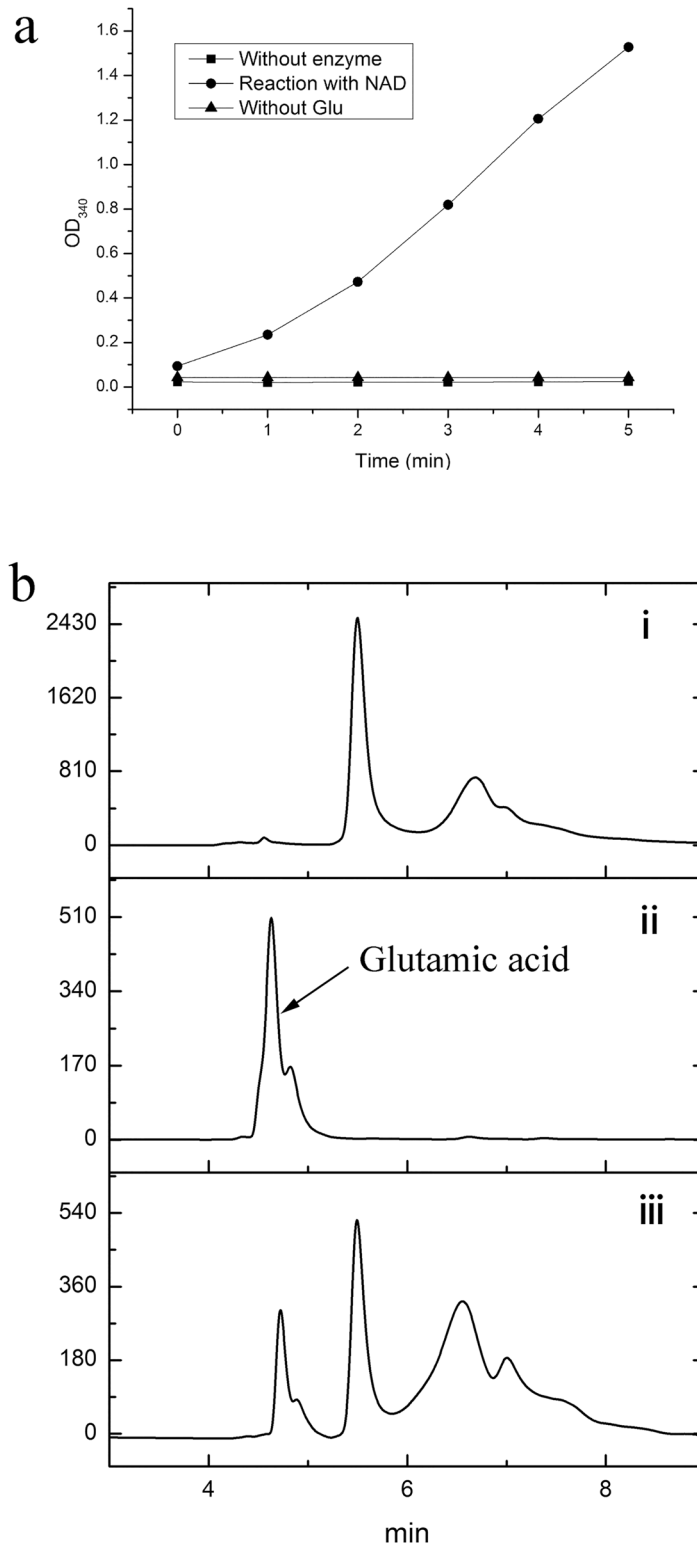 a
1.6
1.4
1.2
1.0
0.8
0.6
0.4
0.2
0.0
OD340
Without enzyme
Reaction with NAD
Without Glu
0 1 2 3 4 5
Time (min)
b
i
2430
1620
810
0
ii
Glutamic acid
510
340
170
0
iii
540
360
180
0
4 6 8
min